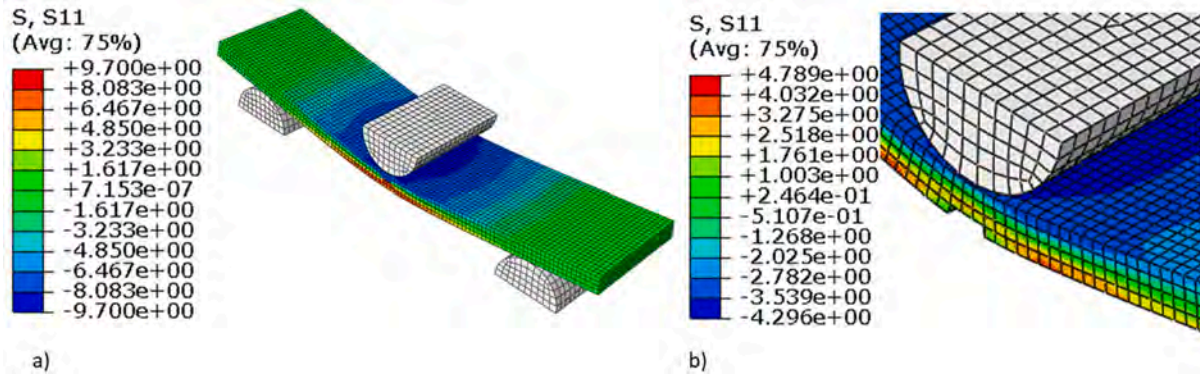 S, S11
(Avg: 75%)
+9.700e+00
+8.083e+00
+6.467e+00
+4.850e+00
+3.233e+00
+1.617e+00
+7.153e-07
-1.617e+00
-3.233e+00
-4.850e+00
-6.467e+00
-8.083e+00
-9.700e+00
a)
S, S11
(Avg: 75%)
+4.789e+00
+4.032e+00
+3.275e+00
+2.518e+00
+1.761e+00
+1.003e+00
+2.464e-01
-5.107e-01
-1.268e+00
-2.025e+00
-2.782e+00
-3.539e+00
-4.296e+00
b)